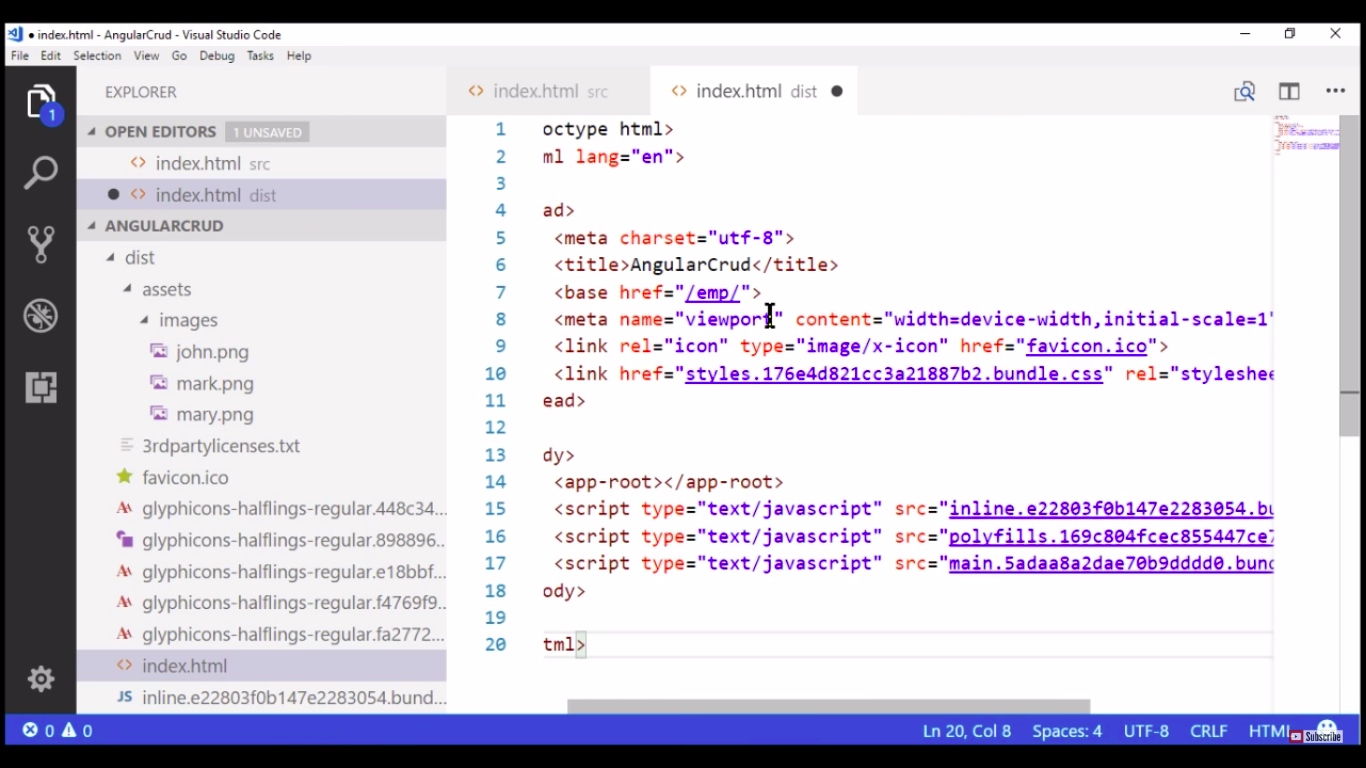 index.html - AngularCrud - Visual Studio Code
File Edit Selection View Go Debug Tasks Help
1
EXPLORER
OPEN EDITORS 1 UNSAVED
index.html src
index.html dist
ANGULARCRUD
dist
assets
images
john.png
mark.png
mary.png
3rdpartylicenses.txt
favicon.ico
glyphicons-halflings-regular.448c34...
glyphicons-halflings-regular.898896...
glyphicons-halflings-regular.e18bbf...
glyphicons-halflings-regular.f4769f9...
glyphicons-halflings-regular.fa2772...
index.html
JS inline.e22803f0b147e2283054.bund...
index.html src index.html dist
1 octype html>
2 ml lang="en">
3
4 ad>
5 <meta charset="utf-8">
6 <title>AngularCrud</title>
7 <base href="/emp/">
8 <meta name="viewport" content="width=device-width,initial-scale=1"
9 <link rel="icon" type="image/x-icon" href="favicon.ico">
10 <link href="styles.176e4d821cc3a21887b2.bundle.css" rel="styleshee
11 ead>
12
13 dy>
14 <app-root></app-root>
15 <script type="text/javascript" src="inline.e22803f0b147e2283054.bu
16 <script type="text/javascript" src="polyfills.169c804fcec855447ce7
17 <script type="text/javascript" src="main.5adaa8a2dae70b9dddd0.bund
18 ody>
19
20 tml>
0 0 Ln 20, Col 8 Spaces: 4 UTF-8 CRLF HTML
Subscribe